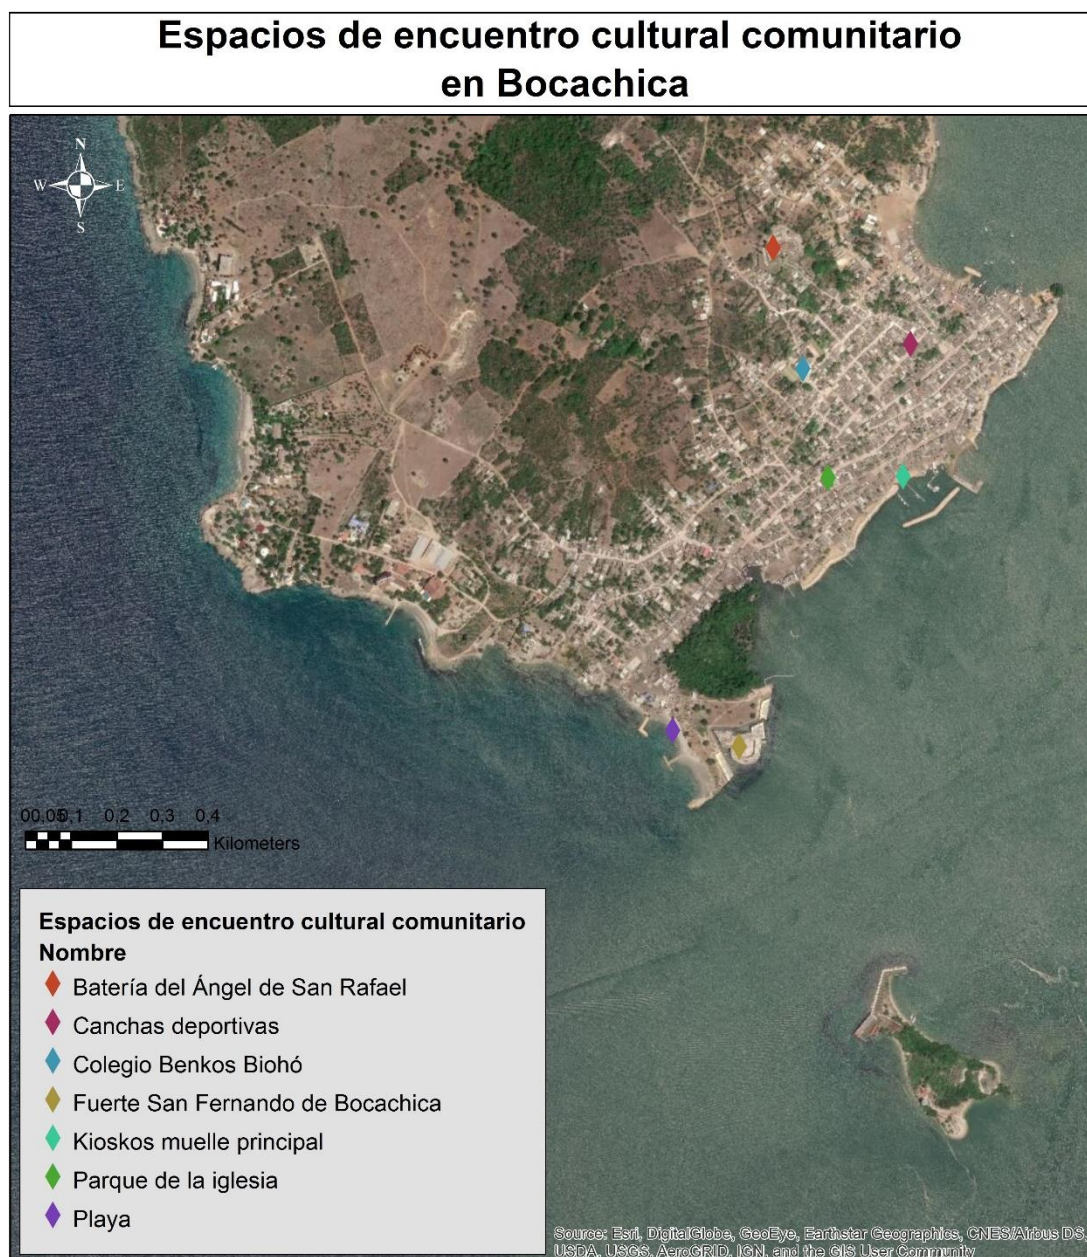 Espacios de encuentro cultural comunitario
en Bocachica
N
W E
S
00,050,1 0,2 0,3 0,4
Kilometers
Espacios de encuentro cultural comunitario
Nombre
Batería del Ángel de San Rafael
Canchas deportivas
Colegio Benkos Biohó
Fuerte San Fernando de Bocachica
Kioskos muelle principal
Parque de la iglesia
Playa
Source: Esri, DigitalGlobe, GeoEye, Earthstar Geographics, CNES/Airbus DS,
USDA, USGS, AeroGRID, IGN, and the GIS User Community